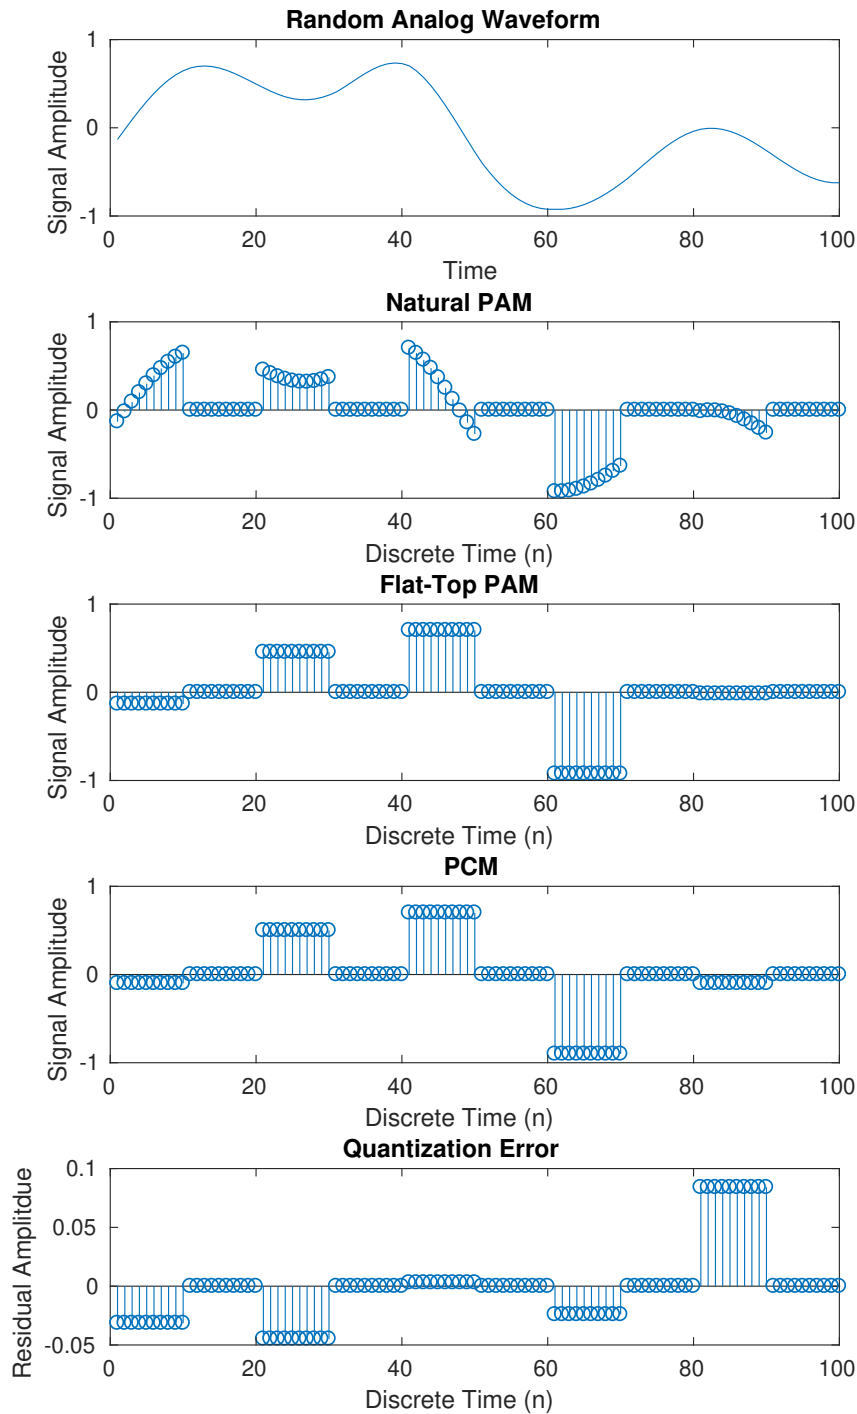 Random Analog Waveform
Signal Amplitude
1
0
-1
0 20 40 60 80 100
Time
Natural PAM
Signal Amplitude
1
0
-1
0 20 40 60 80 100
Discrete Time (n)
Flat-Top PAM
Signal Amplitude
1
0
-1
0 20 40 60 80 100
Discrete Time (n)
PCM
Signal Amplitude
1
0
-1
0 20 40 60 80 100
Discrete Time (n)
Quantization Error
Residual Amplitdue
0.1
0.05
0
-0.05
0 20 40 60 80 100
Discrete Time (n)